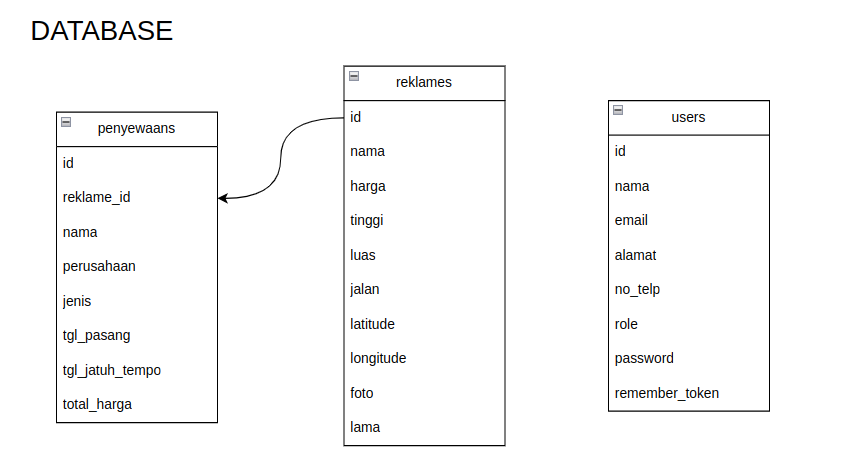 DATABASE
penyewaans
id
reklame_id
nama
perusahaan
jenis
tgl_pasang
tgl_jatuh_tempo
total_harga
reklames
id
nama
harga
tinggi
luas
jalan
latitude
longitude
foto
lama
users
id
nama
email
alamat
no_telp
role
password
remember_token